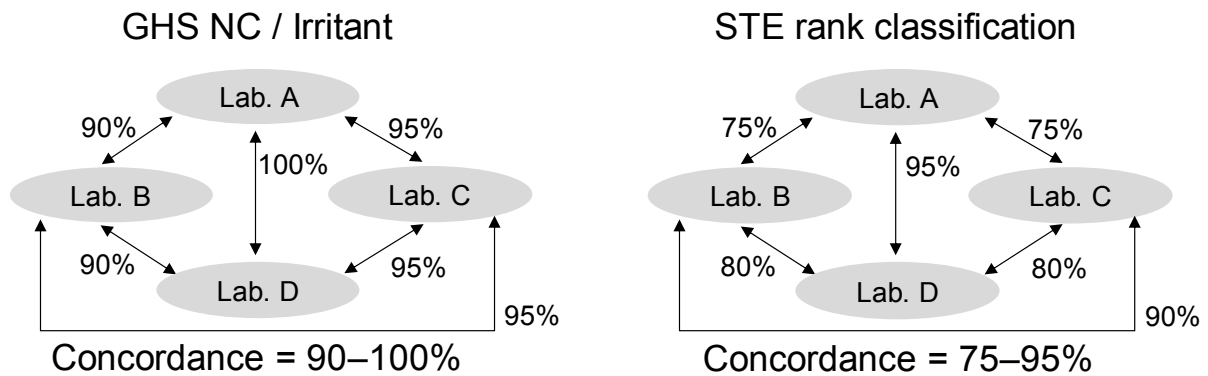 GHS NC / Irritant
Lab. A
90%
95%
100%
Lab. B
Lab. C
90%
95%
Lab. D
95%
Concordance = 90–100%
STE rank classification
Lab. A
75%
75%
95%
Lab. B
Lab. C
80%
80%
Lab. D
90%
Concordance = 75–95%